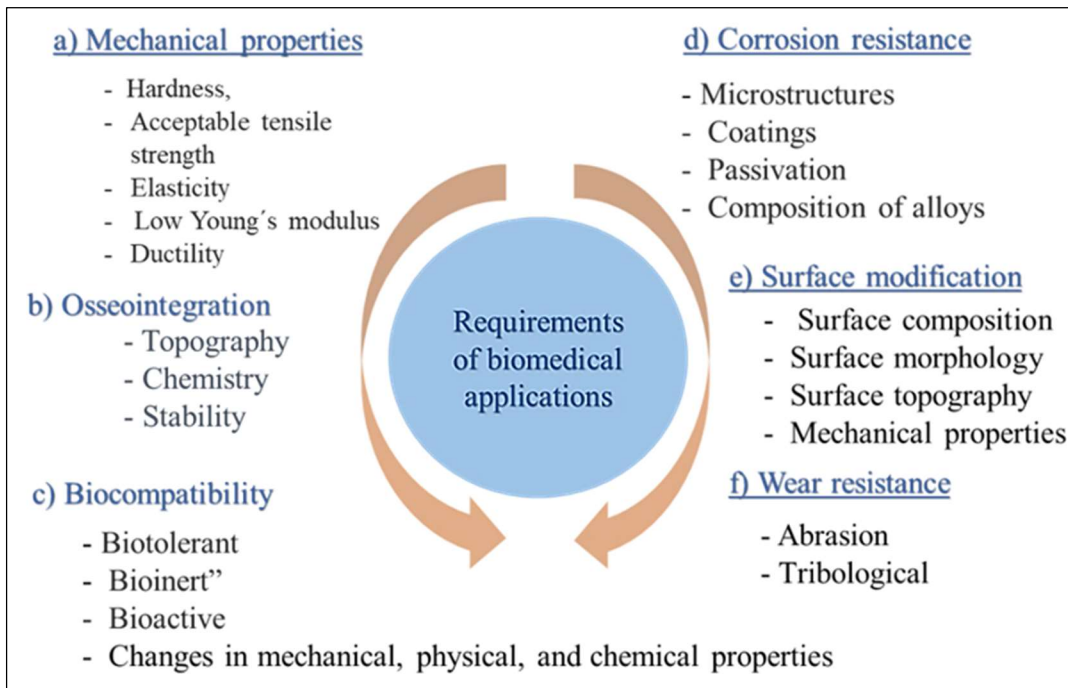 a) Mechanical properties
- Hardness,
- Acceptable tensile
strength
- Elasticity
- Low Young´s modulus
- Ductility
b) Osseointegration
- Topography
- Chemistry
- Stability
c) Biocompatibility
- Biotolerant
- Bioinert”
- Bioactive
- Changes in mechanical, physical, and chemical properties
Requirements
of biomedical
applications
d) Corrosion resistance
- Microstructures
- Coatings
- Passivation
- Composition of alloys
e) Surface modification
- Surface composition
- Surface morphology
- Surface topography
- Mechanical properties
f) Wear resistance
- Abrasion
- Tribological